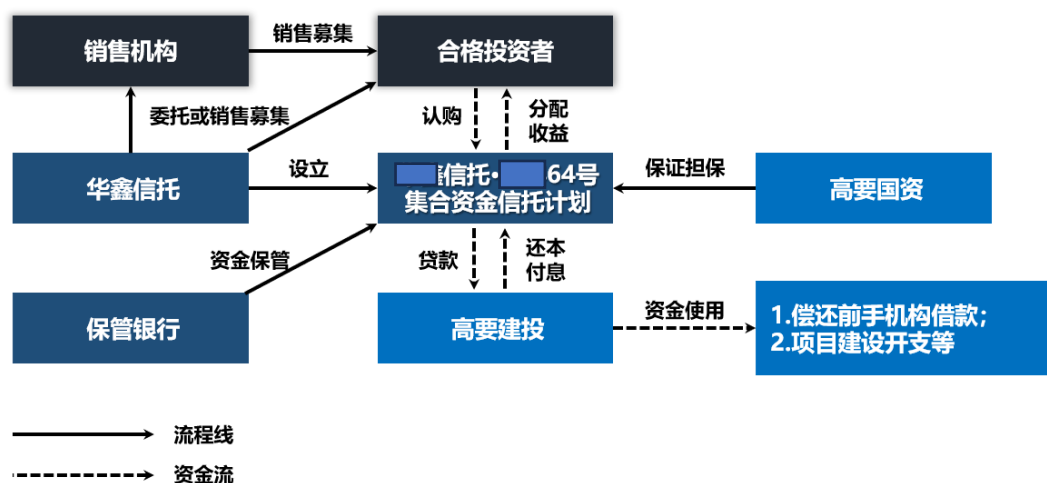 销售机构
销售募集
合格投资者
委托或销售募集
认购
分配
收益
华鑫信托
设立
鑫信托·
64号
集合资金信托计划
保证担保
高要国资
资金保管
贷款
还本
付息
保管银行
高要建投
资金使用
1.偿还前手机构借款；
2.项目建设开支等
流程线
资金流